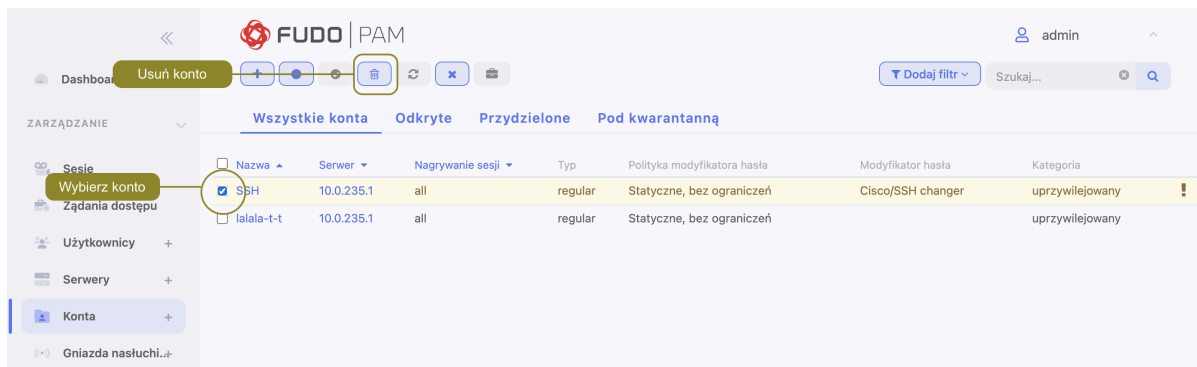 FUDO PAM
admin
Dashboar
Usuń konto
Dodaj filtr
Szukaj...
ZARZĄDZANIE
Wszystkie konta Odkryte Przydzielone Pod kwarantanną
Nazwa Serwer Nagrywanie sesji Typ Polityka modyfikatora hasła Modyfikator hasła Kategoria
Sesje
Wybierz konto
SSH 10.0.235.1 all regular Statyczne, bez ograniczeń Cisco/SSH changer uprzywilejowany !
Żądania dostępu
lalala-t-t 10.0.235.1 all regular Statyczne, bez ograniczeń uprzywilejowany
Użytkownicy +
Serwery +
Konta +
Gniazda nasłuchi..+